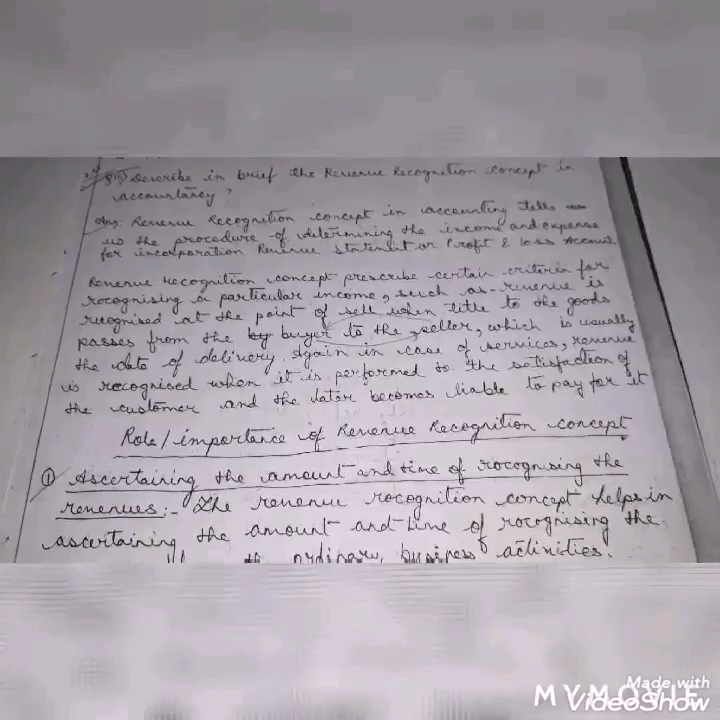 Describe in brief the Revenue Recognition concept in
accountancy?
Ans: Revenue Recognition concept in accounting tells
us the procedure of determining the income and expense
for incorporation Revenue statement or Profit & loss Account
Revenue recognition concept prescribe certain criteria for
rocognising a particular income, such as-revenue is
recognised at the point of sell when title to the goods
passes from the buyer to the seller, which is usually
the date of delivery. Again in case of services, revenue
is recognised when it is performed to the satisfaction of
the customer and the later becomes liable to pay for it
Role/importance of Revenue Recognition concept
① Ascertaining the amount and time of rocognising the
revenues:- The revenue rocognition concept helps in
ascertaining the amount and time of rocognising the
ordinary business activities.
Made with
MY MOVIE
VideoShow